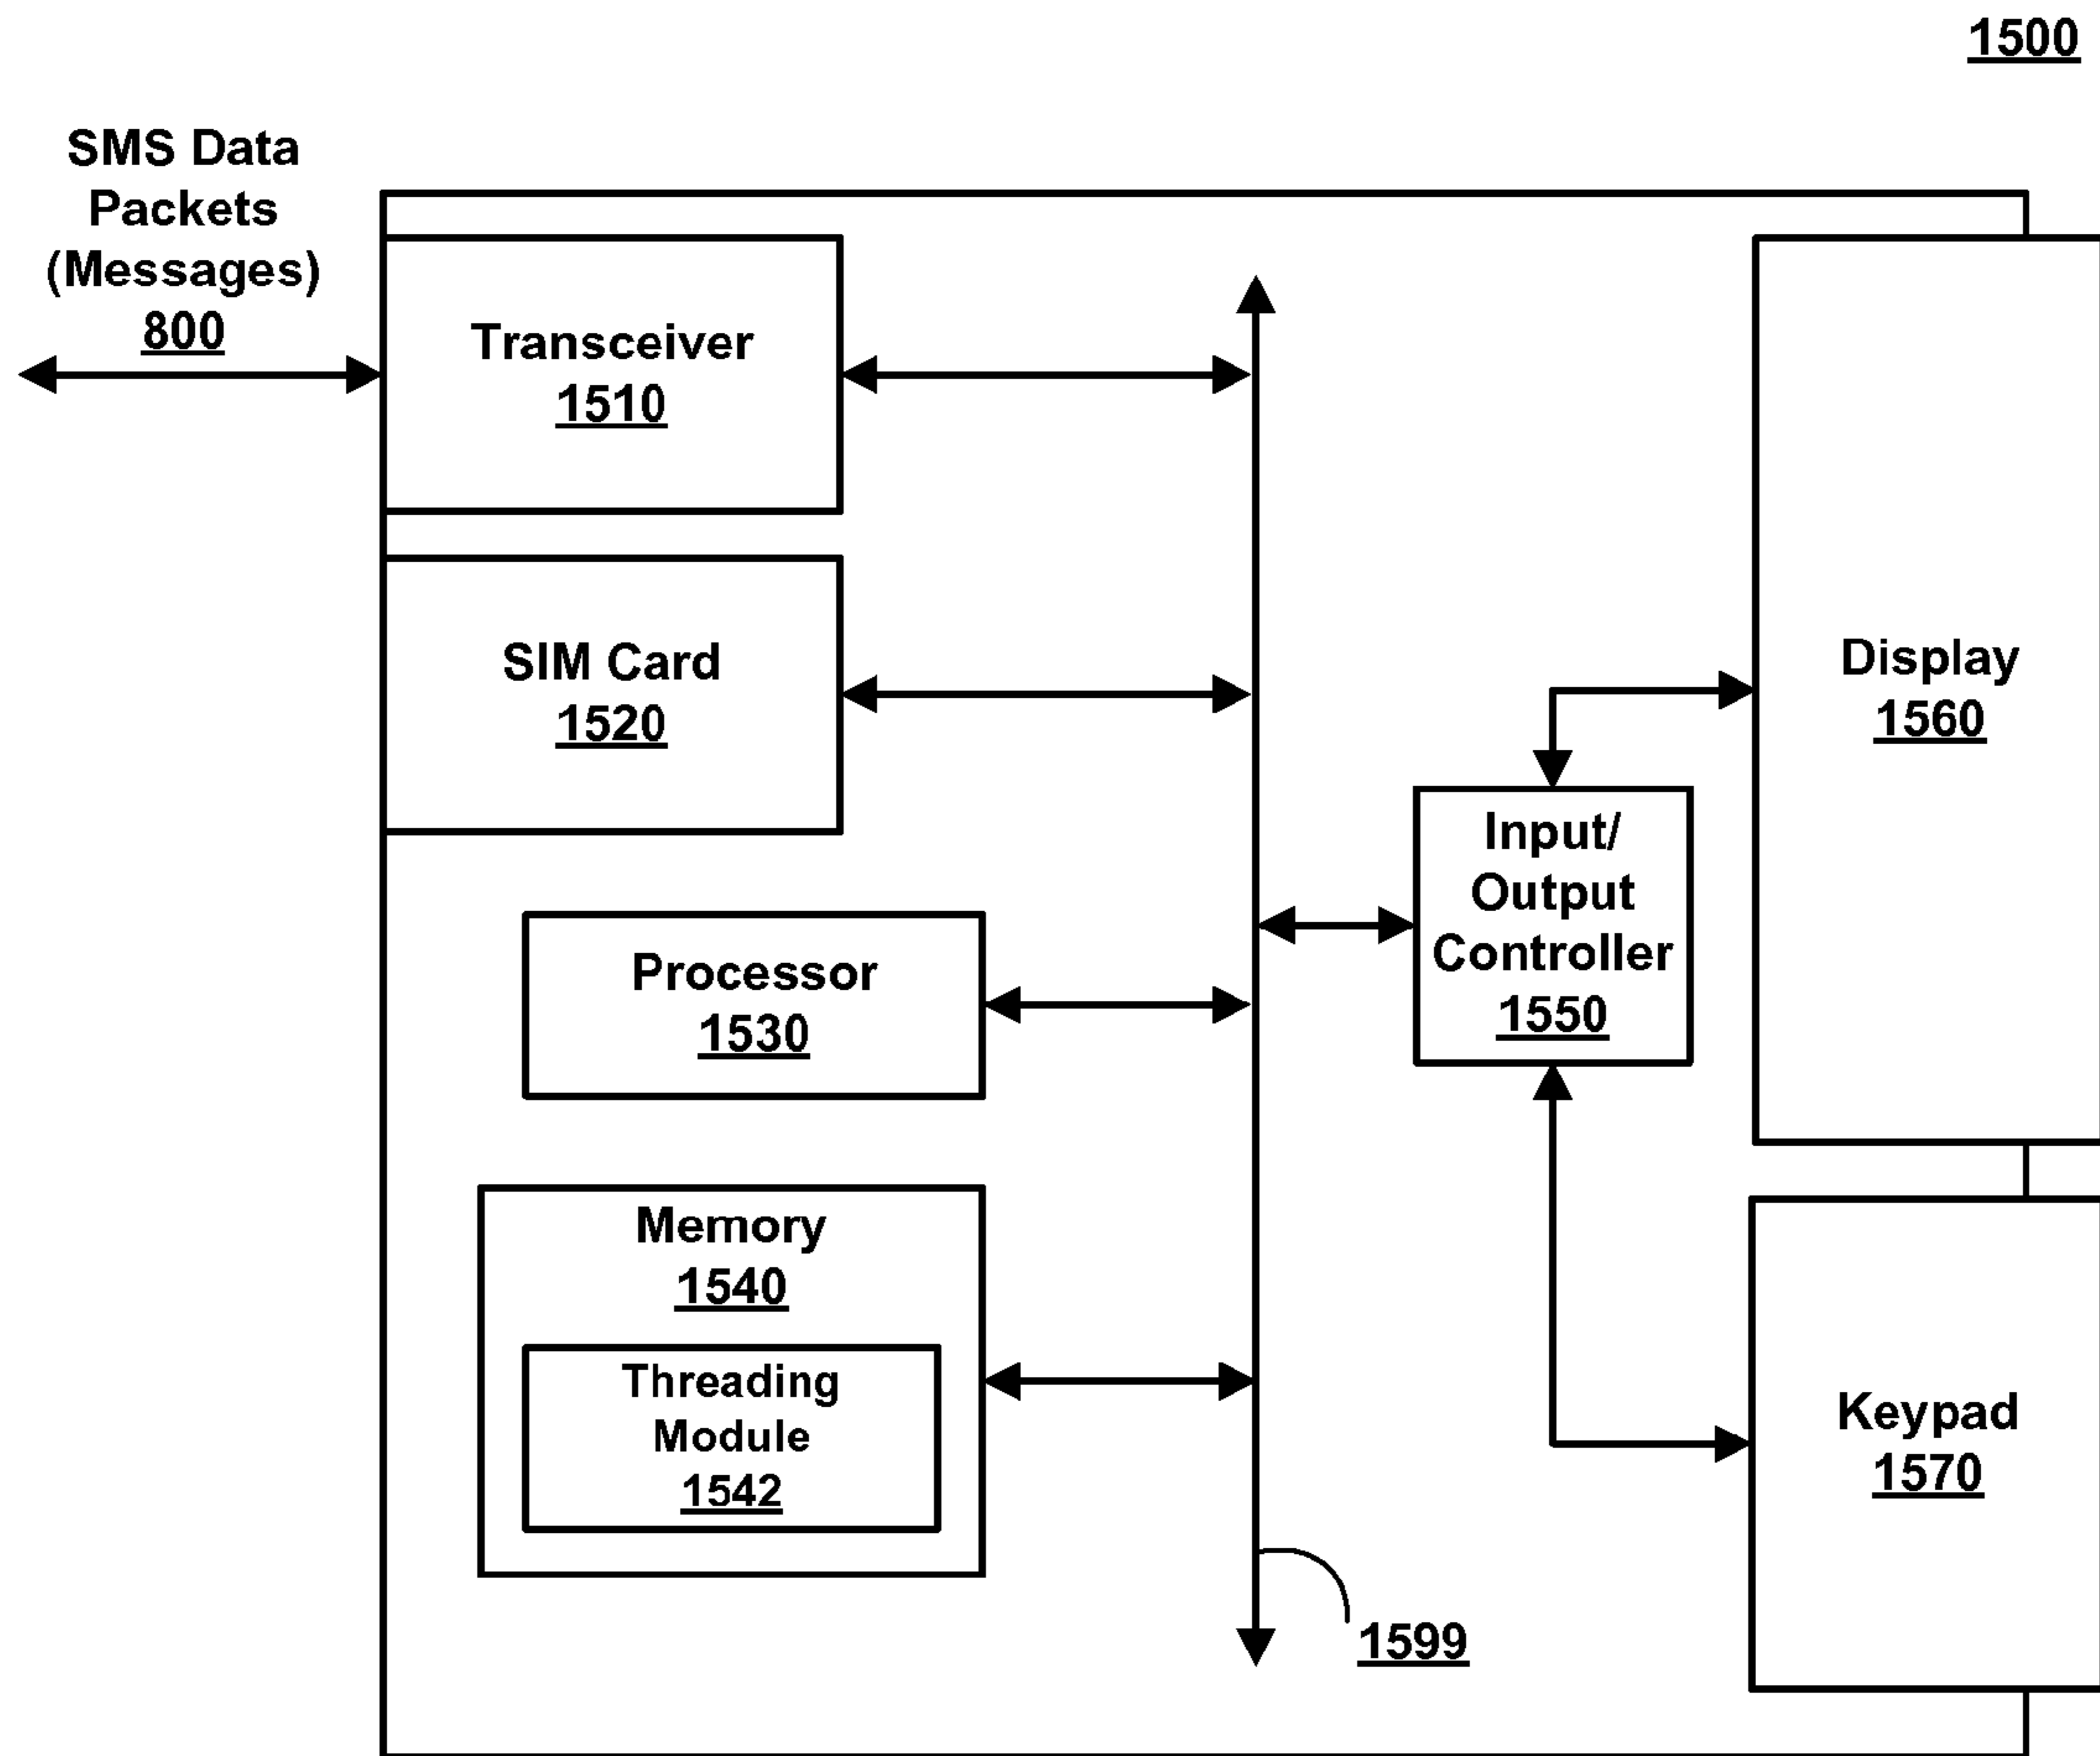 1500
SMS Data
Packets
(Messages)
800
Transceiver
1510
SIM Card
1520
Processor
1530
Memory
1540
Threading
Module
1542
Input/
Output
Controller
1550
Display
1560
Keypad
1570
1599